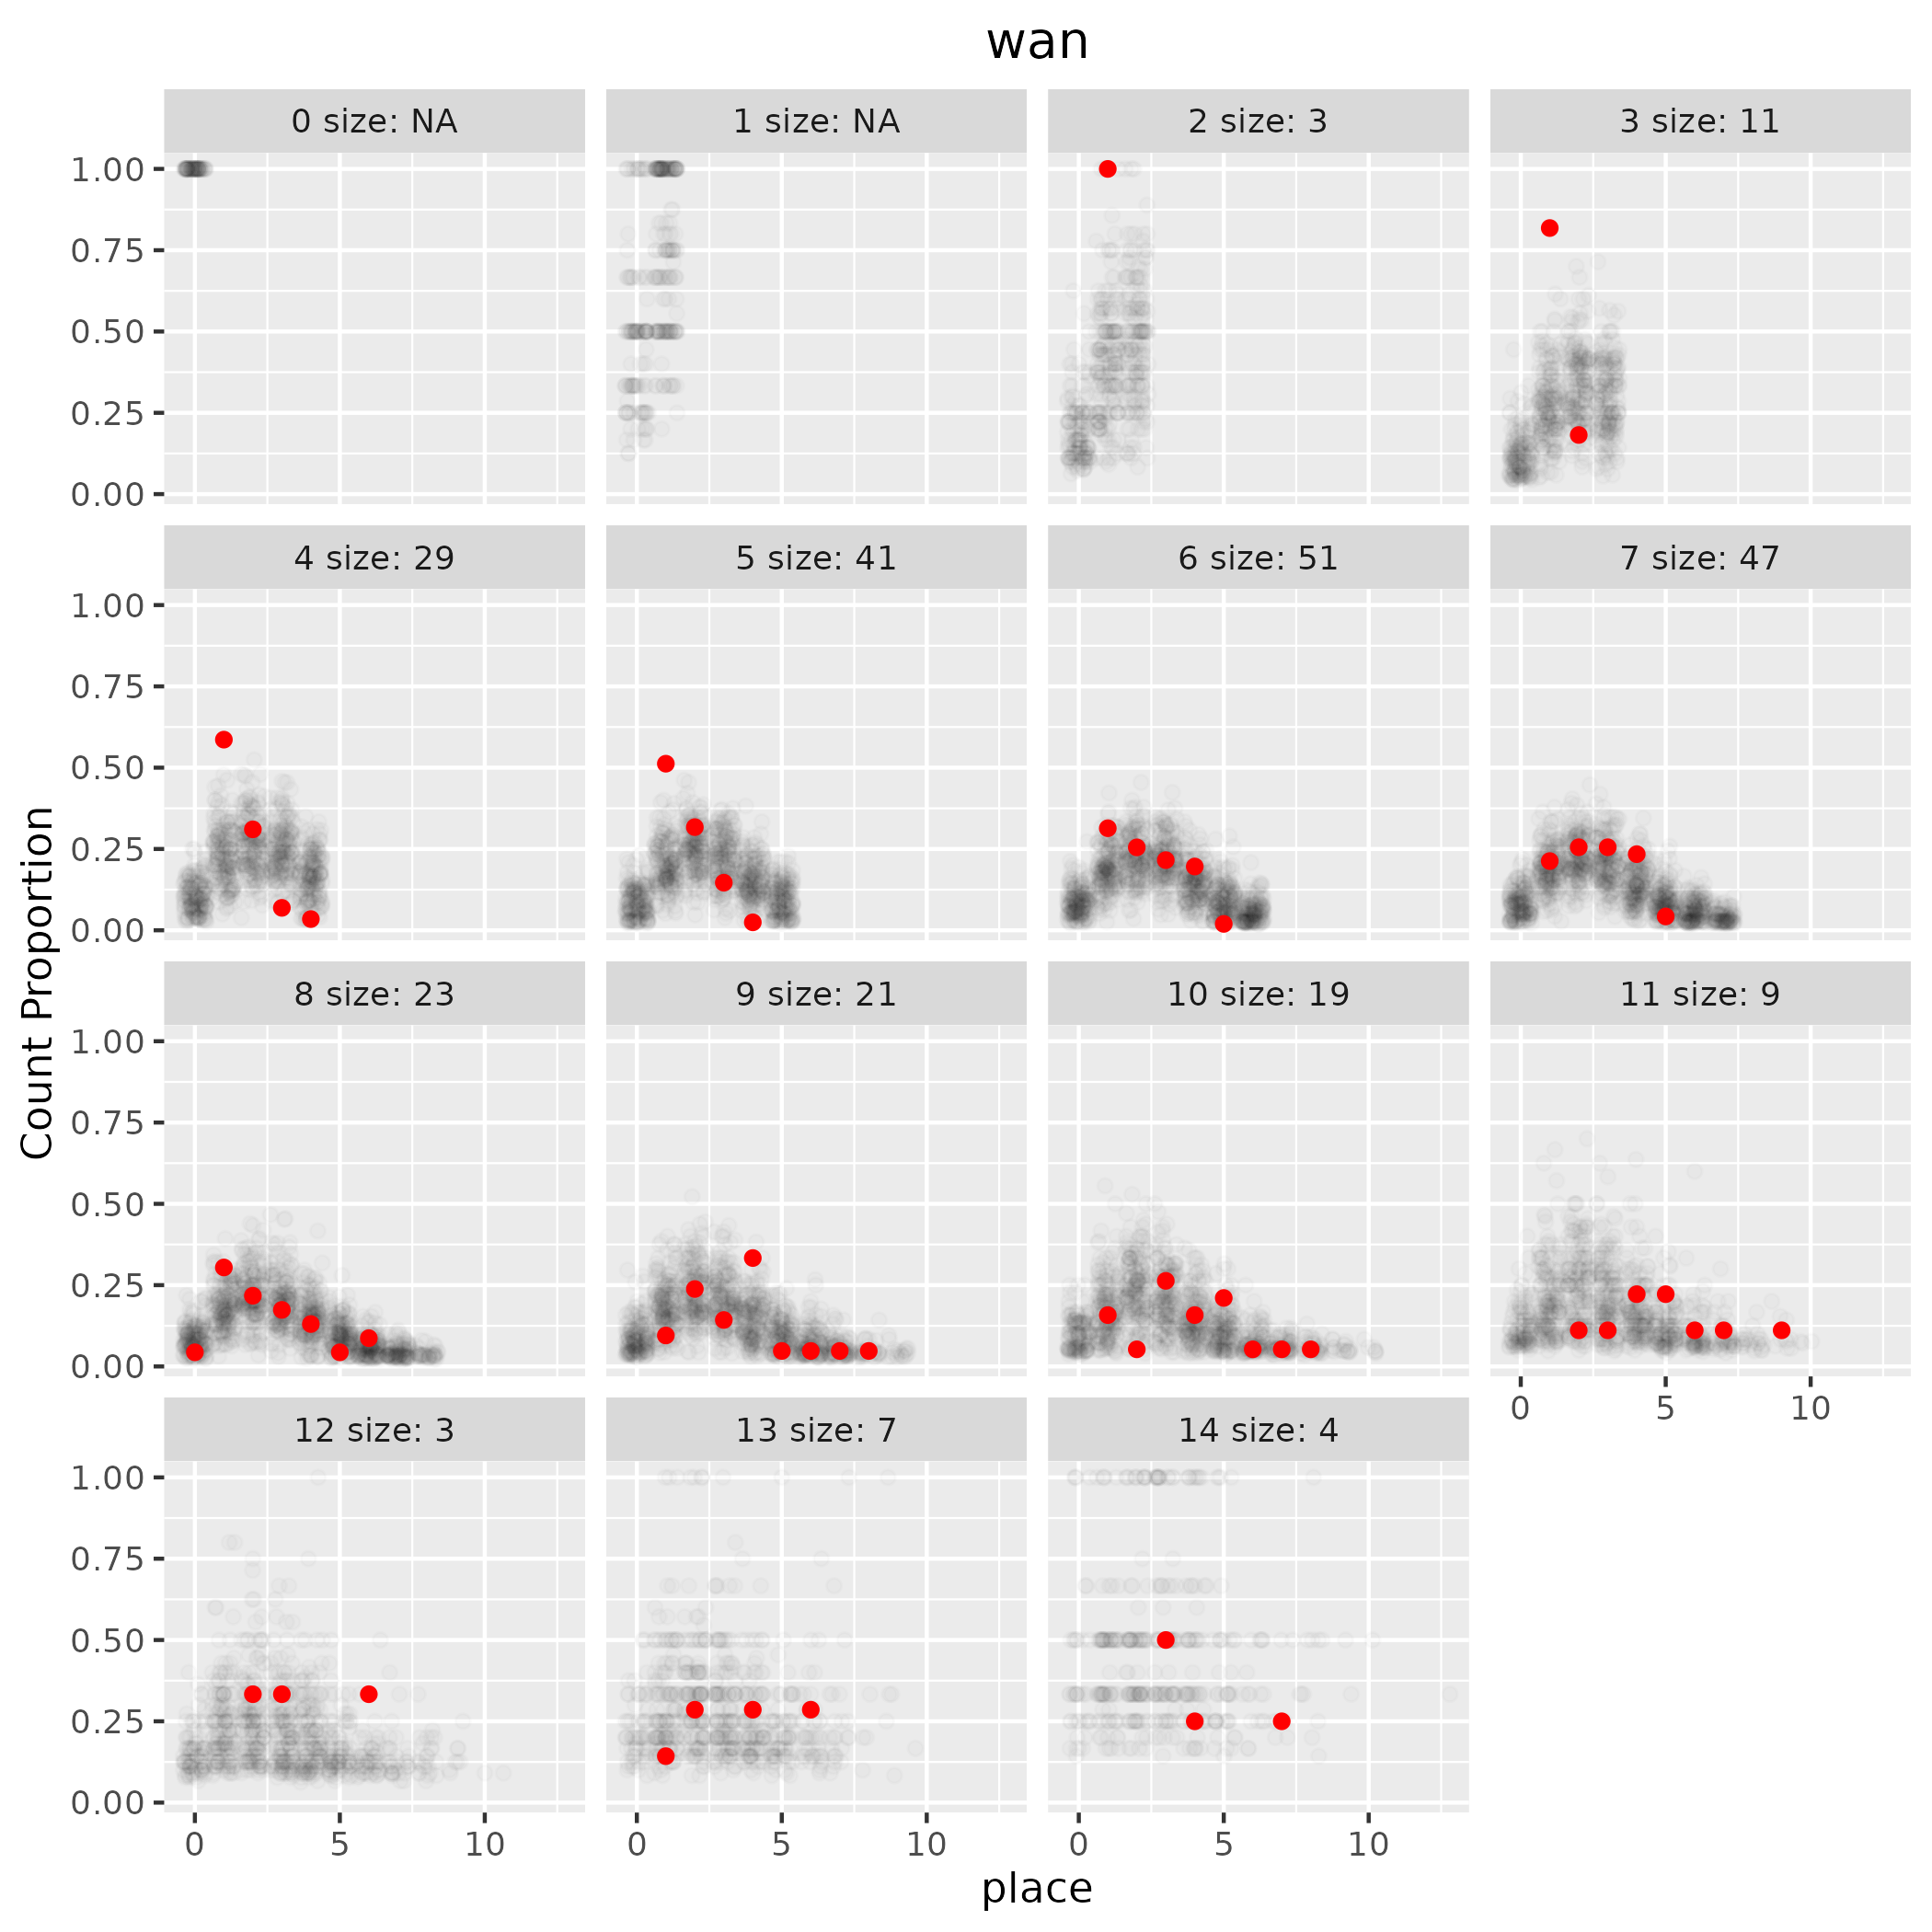 wan
0 size: NA
1 size: NA
2 size: 3
3 size: 11
1.00
0.75
0.50
0.25
0.00
4 size: 29
5 size: 41
6 size: 51
7 size: 47
1.00
0.75
0.50
0.25
0.00
Count Proportion
8 size: 23
9 size: 21
10 size: 19
11 size: 9
1.00
0.75
0.50
0.25
0.00
0 5 10
12 size: 3
13 size: 7
14 size: 4
1.00
0.75
0.50
0.25
0.00
0 5 10
0 5 10
0 5 10
place